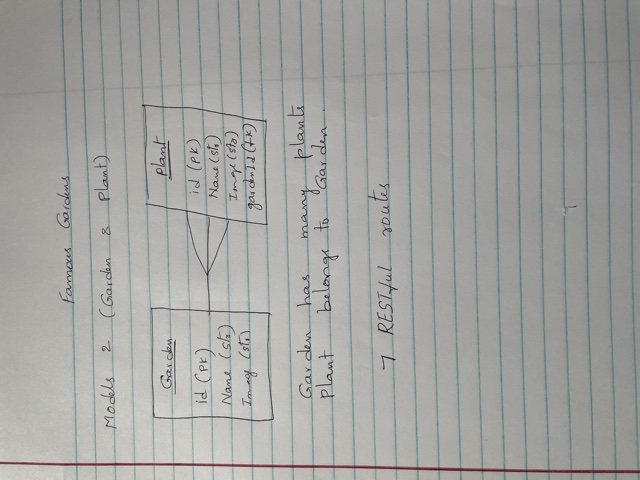 Famous Gardens
Models 2 (Garden & Plant)
Garden
id (PK)
Name (str)
Image (str)
Plant
id (PK)
Name (str)
Image (str)
gardenId (fk)
Garden has many plants
Plant belongs to Garden.
7 RESTful routes